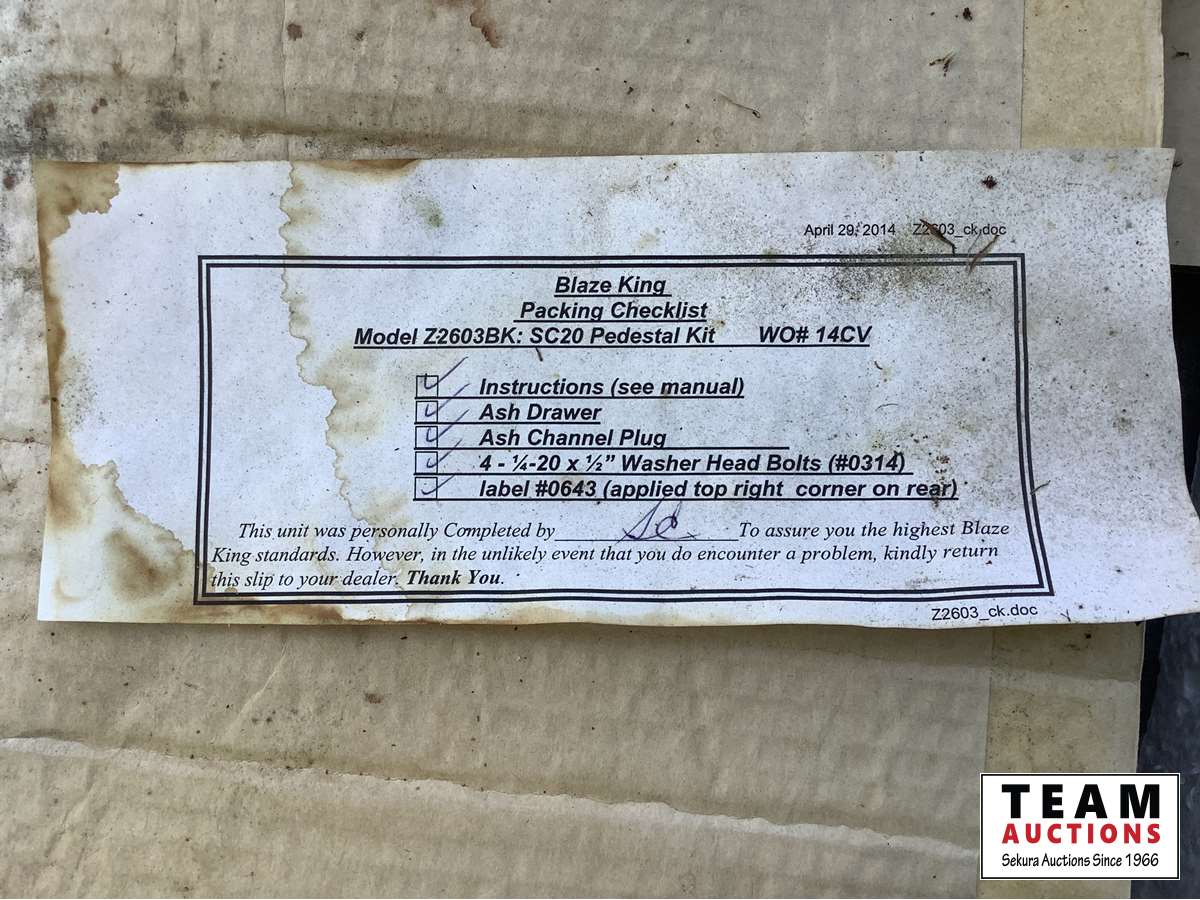 April 29, 2014 Z2603_ck.doc
Blaze King
Packing Checklist
Model Z2603BK: SC20 Pedestal Kit WO# 14CV
Instructions (see manual)
Ash Drawer
Ash Channel Plug
4 - ¼-20 x ½” Washer Head Bolts (#0314)
label #0643 (applied top right corner on rear)
This unit was personally Completed by To assure you the highest Blaze
King standards. However, in the unlikely event that you do encounter a problem, kindly return
this slip to your dealer. Thank You.
Z2603_ck.doc
TEAM
AUCTIONS
Sekura Auctions Since 1966